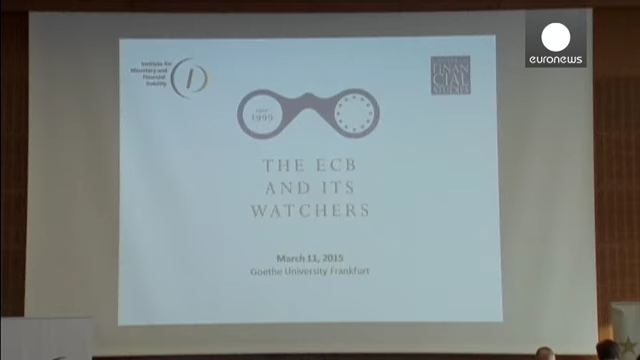 euronews
Institute for
Monetary and
Financial
Stability
FINAN
CIAL
STUDIES
1999
THE ECB
AND ITS
WATCHERS
March 11, 2015
Goethe University Frankfurt